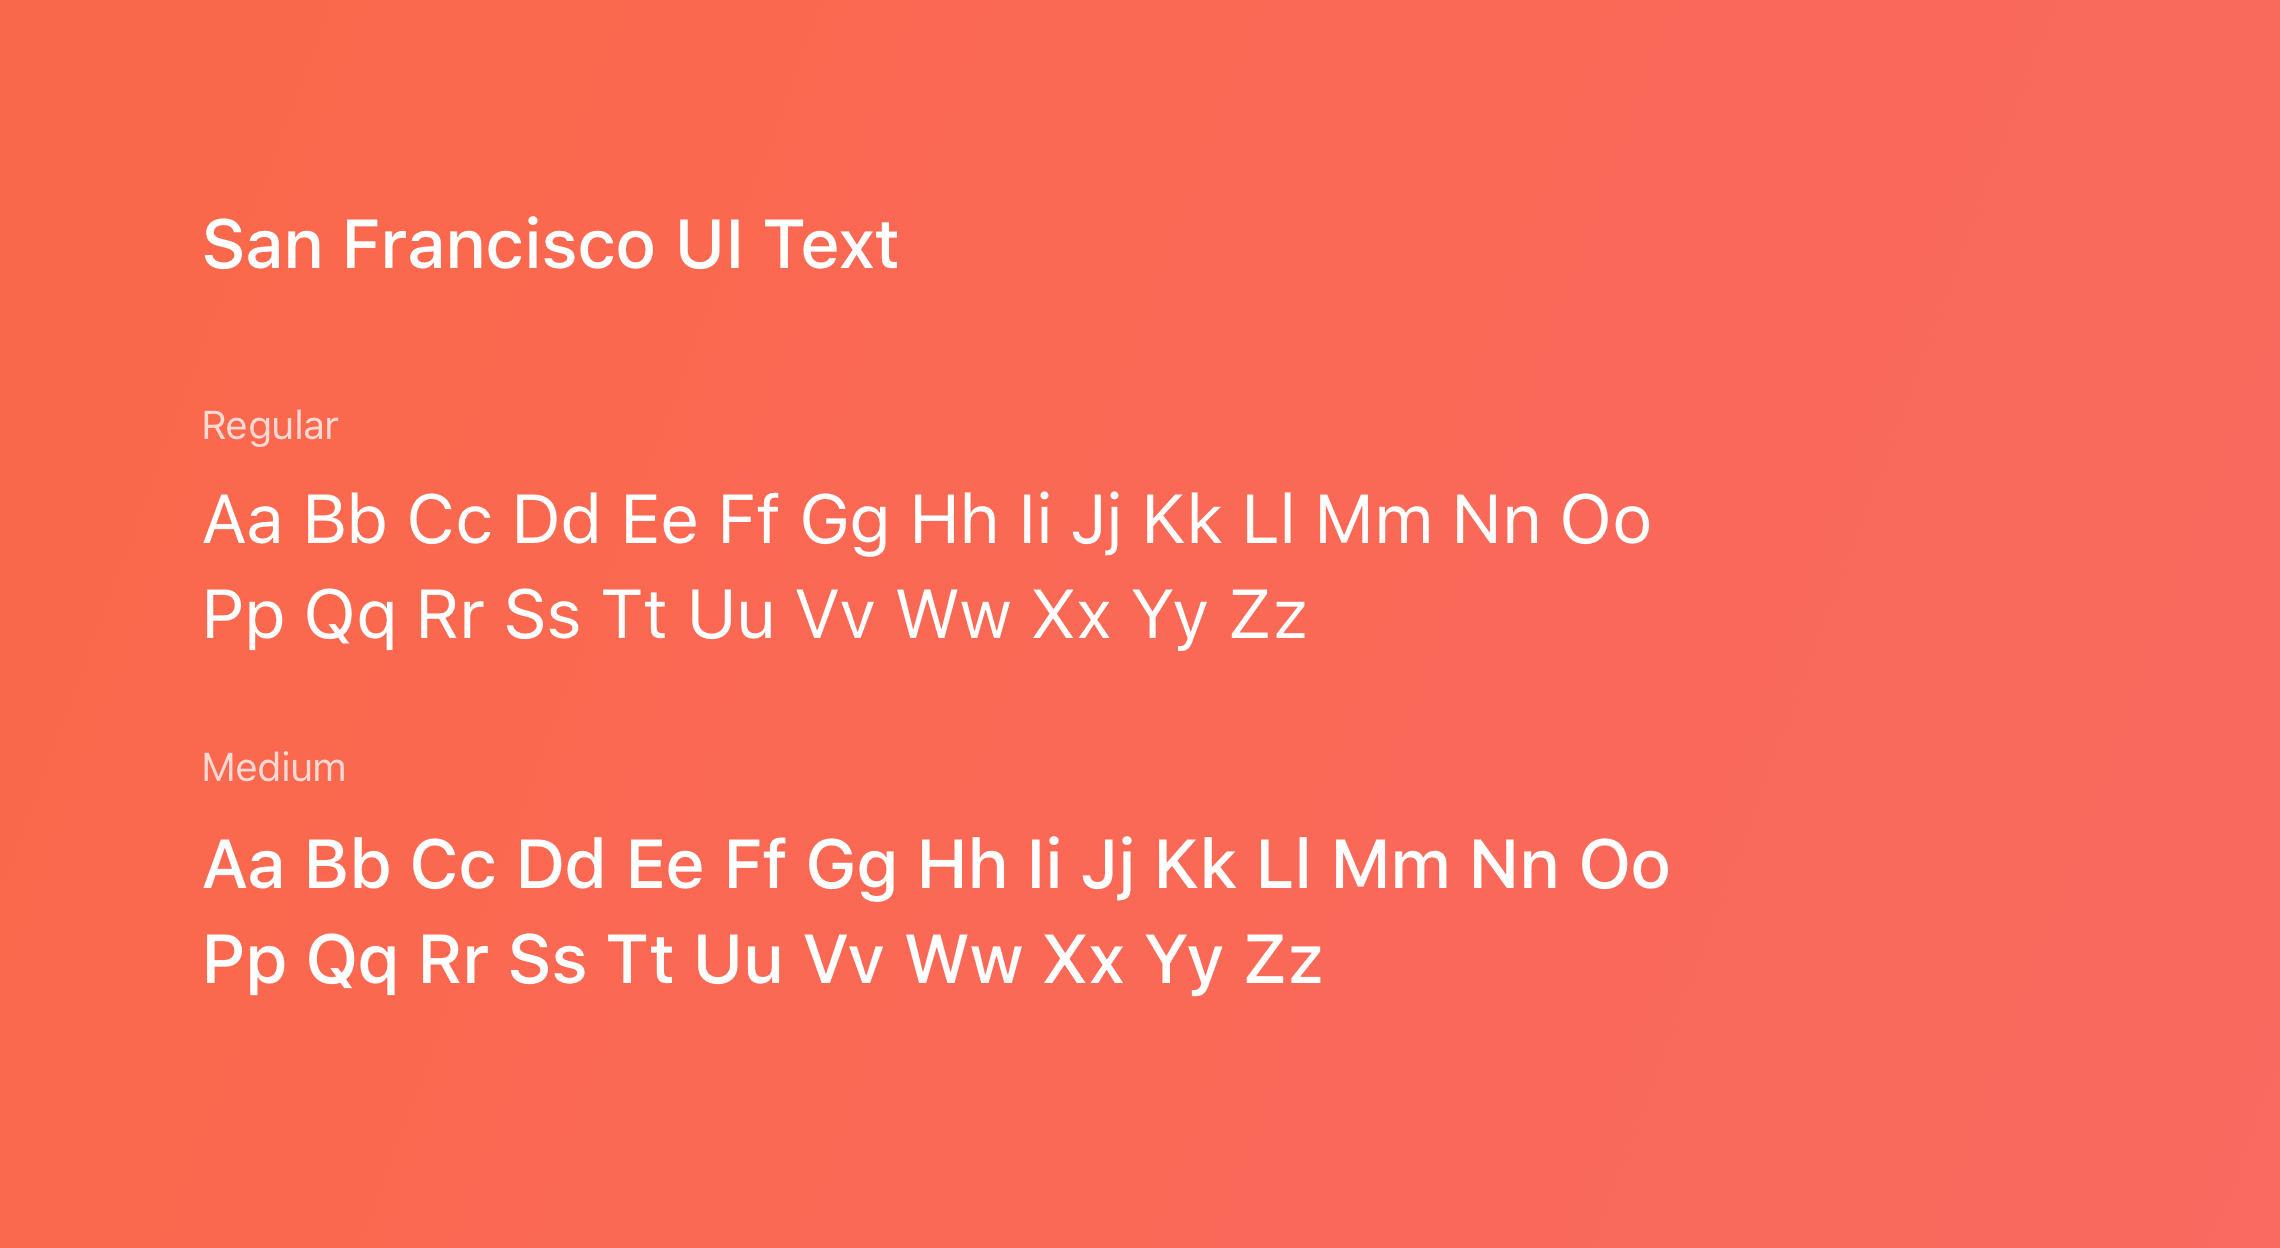 San Francisco UI Text
Regular
Aa Bb Cc Dd Ee Ff Gg Hh Ii Jj Kk Ll Mm Nn Oo
Pp Qq Rr Ss Tt Uu Vv Ww Xx Yy Zz
Medium
Aa Bb Cc Dd Ee Ff Gg Hh Ii Jj Kk Ll Mm Nn Oo
Pp Qq Rr Ss Tt Uu Vv Ww Xx Yy Zz